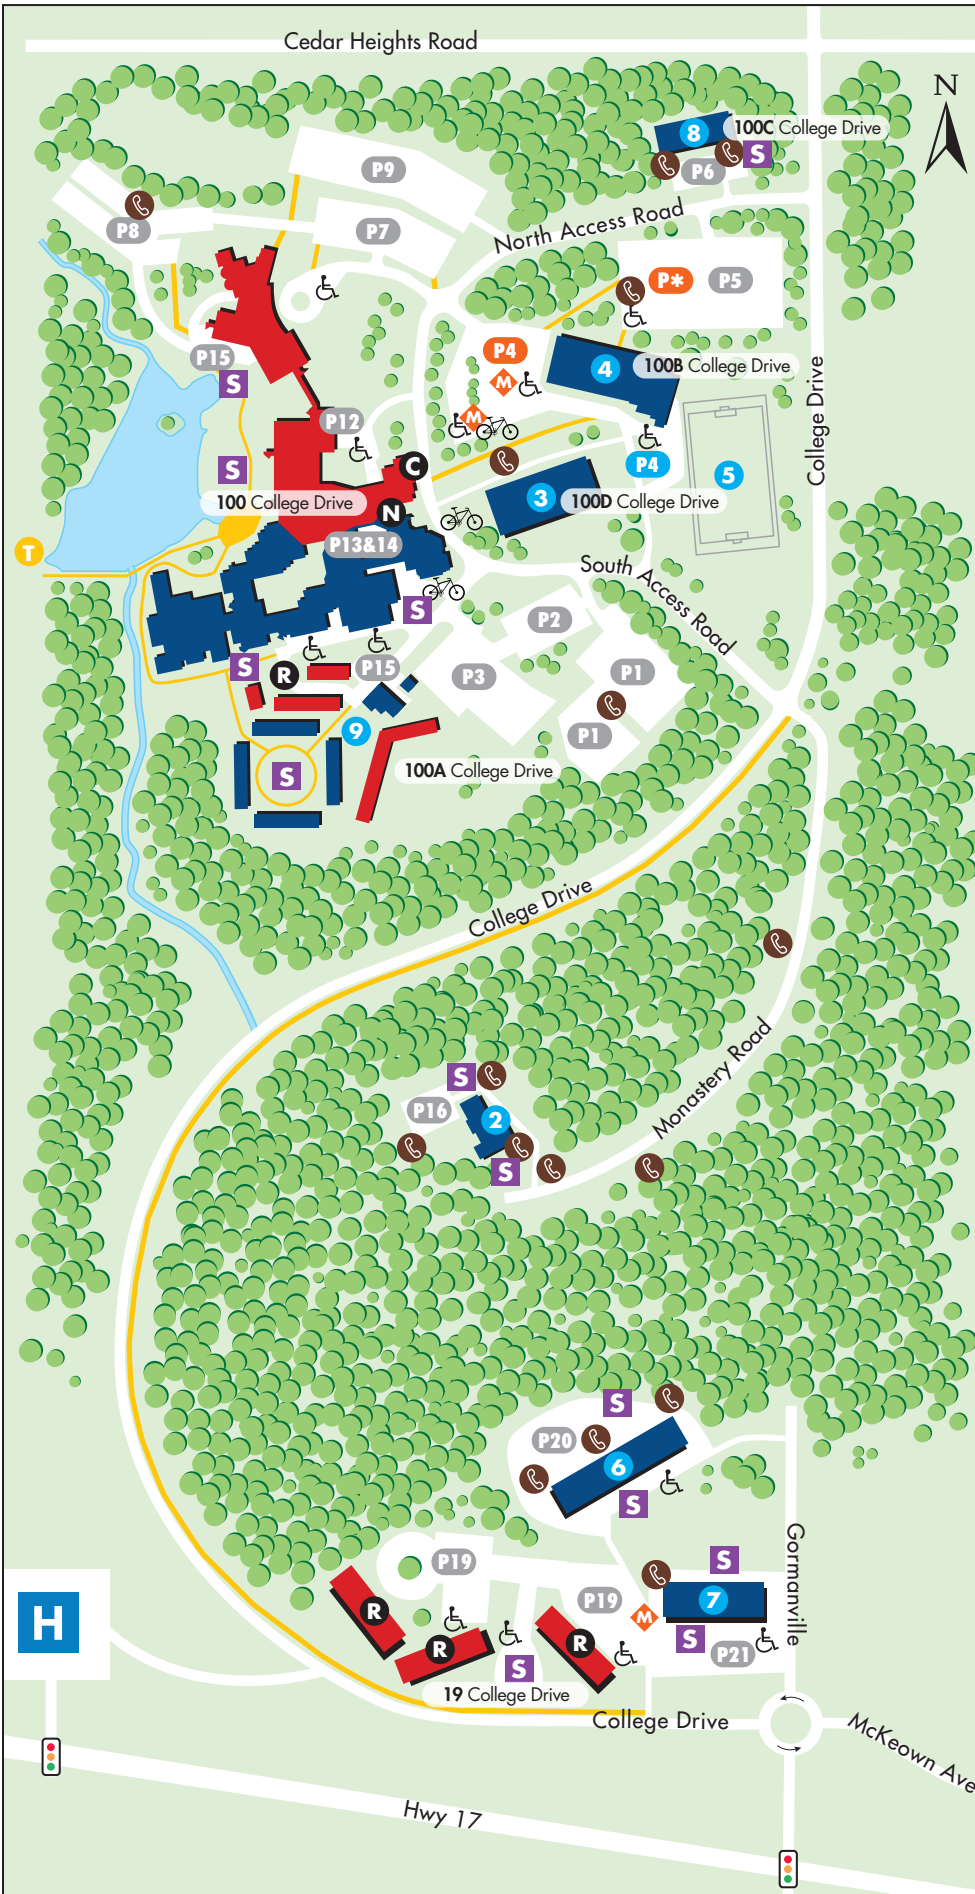 Cedar Heights Road
N
8
100C College Drive
S
P6
P9
P8
P7
North Access Road
P*
P5
P15
S
P4
M
4
100B College Drive
College Drive
P12
M
S
C
P4
5
100 College Drive
N
3
100D College Drive
T
P13&14
South Access Road
S
P2
S
R
P15
P3
P1
P1
9
S
100A College Drive
College Drive
Monastery Road
S
P16
2
S
S
P20
6
S
Gormanville
P19
S
P19
7
H
R
M
R
R
S
P21
S
19 College Drive
College Drive
McKeown Ave
Hwy 17